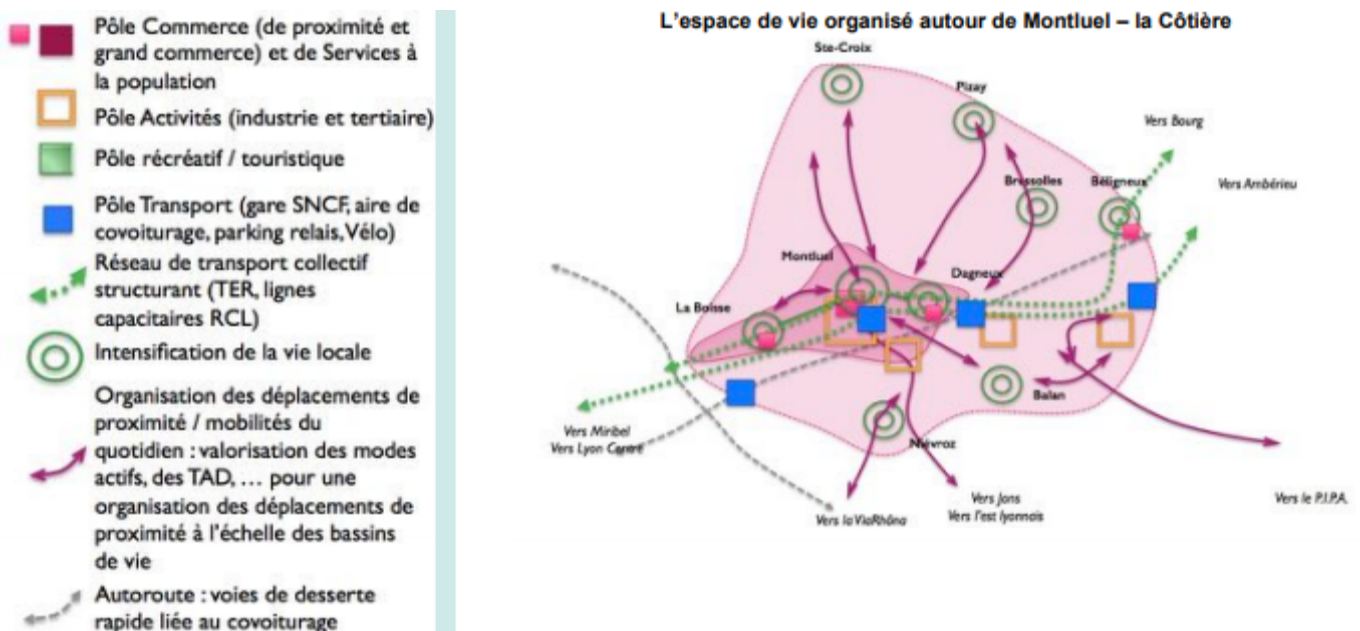 Pôle Commerce (de proximité et
grand commerce) et de Services à
la population
Pôle Activités (industrie et tertiaire)
Pôle récréatif / touristique
Pôle Transport (gare SNCF, aire de
covoiturage, parking relais, Vélo)
Réseau de transport collectif
structurant (TER, lignes
capacitaires RCL)
Intensification de la vie locale
Organisation des déplacements de
proximité / mobilités du
quotidien : valorisation des modes
actifs, des TAD, … pour une
organisation des déplacements de
proximité à l'échelle des bassins
de vie
Autoroute : voies de desserte
rapide liée au covoiturage
L'espace de vie organisé autour de Montluel – la Côtière
Ste-Croix
Pizay
Vers Bourg
Bressolles
Béligneux
Vers Ambérieu
Montluel
Dagneux
La Boisse
Balan
Niévroz
Vers Miribel
Vers Lyon Centre
Vers la ViaRhôna
Vers Jons
Vers l'est lyonnais
Vers le P.I.P.A.